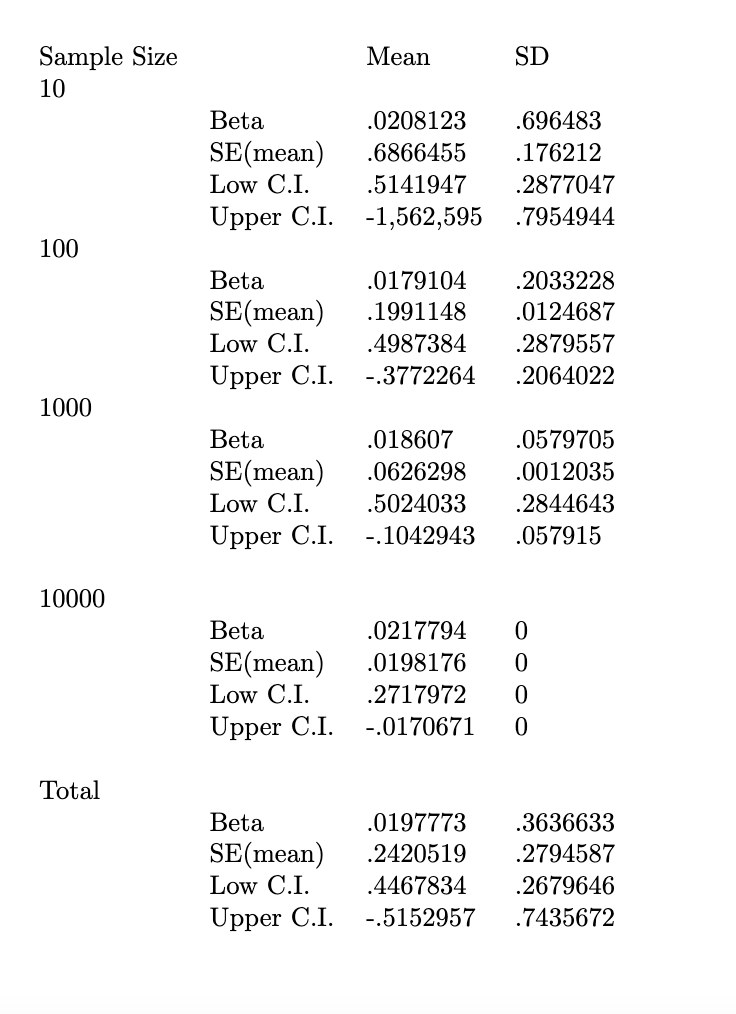 Sample Size Mean SD
10
Beta .0208123 .696483
SE(mean) .6866455 .176212
Low C.I. .5141947 .2877047
Upper C.I. -1,562,595 .7954944
100
Beta .0179104 .2033228
SE(mean) .1991148 .0124687
Low C.I. .4987384 .2879557
Upper C.I. -.3772264 .2064022
1000
Beta .018607 .0579705
SE(mean) .0626298 .0012035
Low C.I. .5024033 .2844643
Upper C.I. -.1042943 .057915
10000
Beta .0217794 0
SE(mean) .0198176 0
Low C.I. .2717972 0
Upper C.I. -.0170671 0
Total
Beta .0197773 .3636633
SE(mean) .2420519 .2794587
Low C.I. .4467834 .2679646
Upper C.I. -.5152957 .7435672